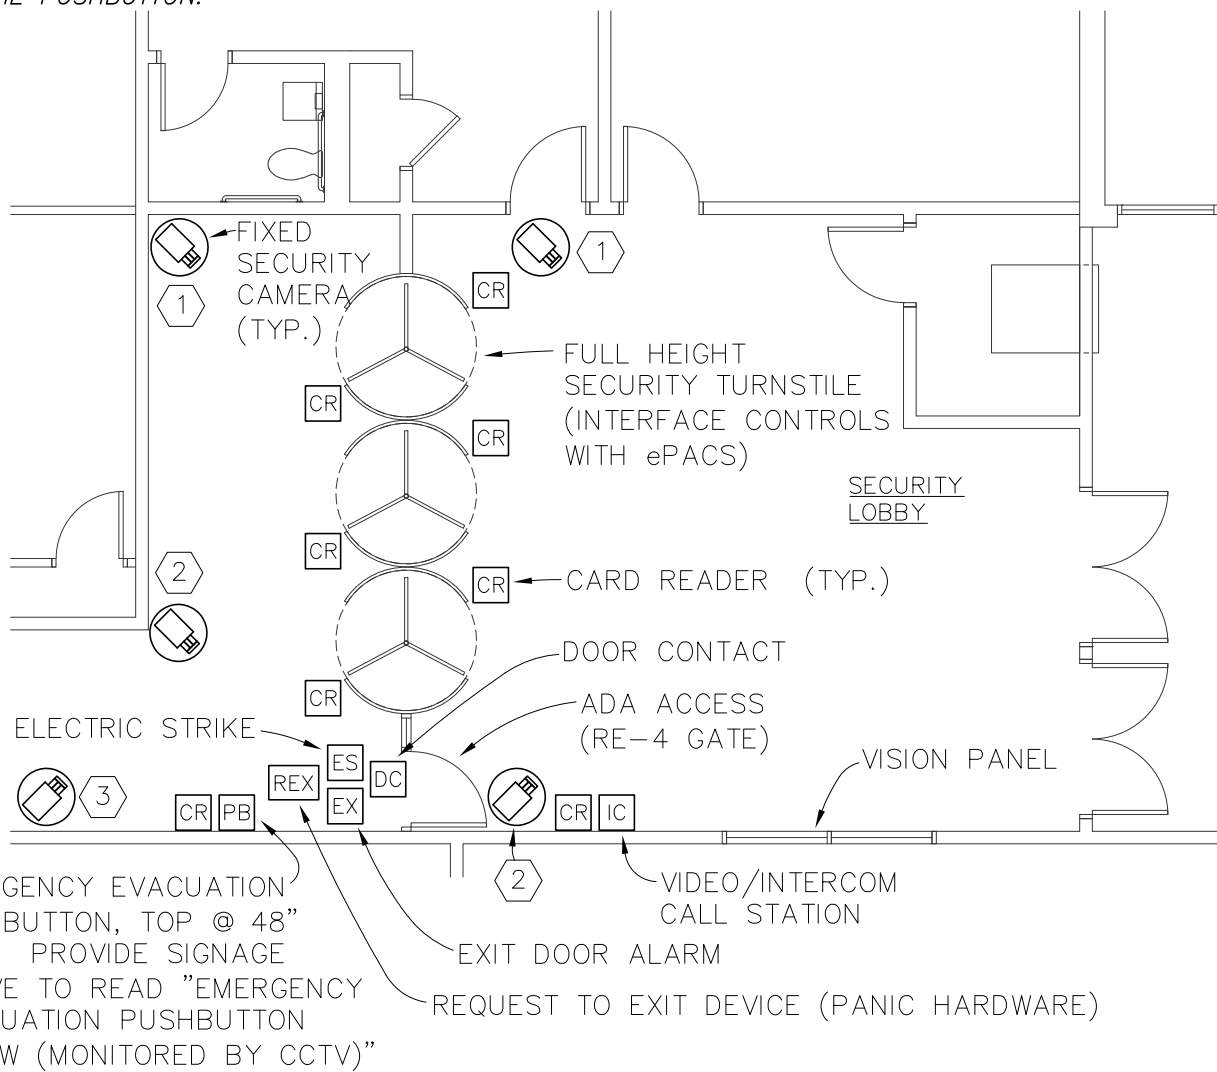 PUSHBUTTON.
FIXED
SECURITY
CAMERA
(TYP.)
1
1
CR
FULL HEIGHT
SECURITY TURNSTILE
(INTERFACE CONTROLS
WITH ePACS)
CR
CR
SECURITY
LOBBY
CR
2
CR
CARD READER (TYP.)
DOOR CONTACT
CR
ADA ACCESS
(RE-4 GATE)
ELECTRIC STRIKE
ES
DC
REX
EX
VISION PANEL
3
CR
PB
CR
IC
2
GENCY EVACUATION
BUTTON, TOP @ 48"
PROVIDE SIGNAGE
VE TO READ "EMERGENCY
UATION PUSHBUTTON
W (MONITORED BY CCTV)"
VIDEO/INTERCOM
CALL STATION
EXIT DOOR ALARM
REQUEST TO EXIT DEVICE (PANIC HARDWARE)